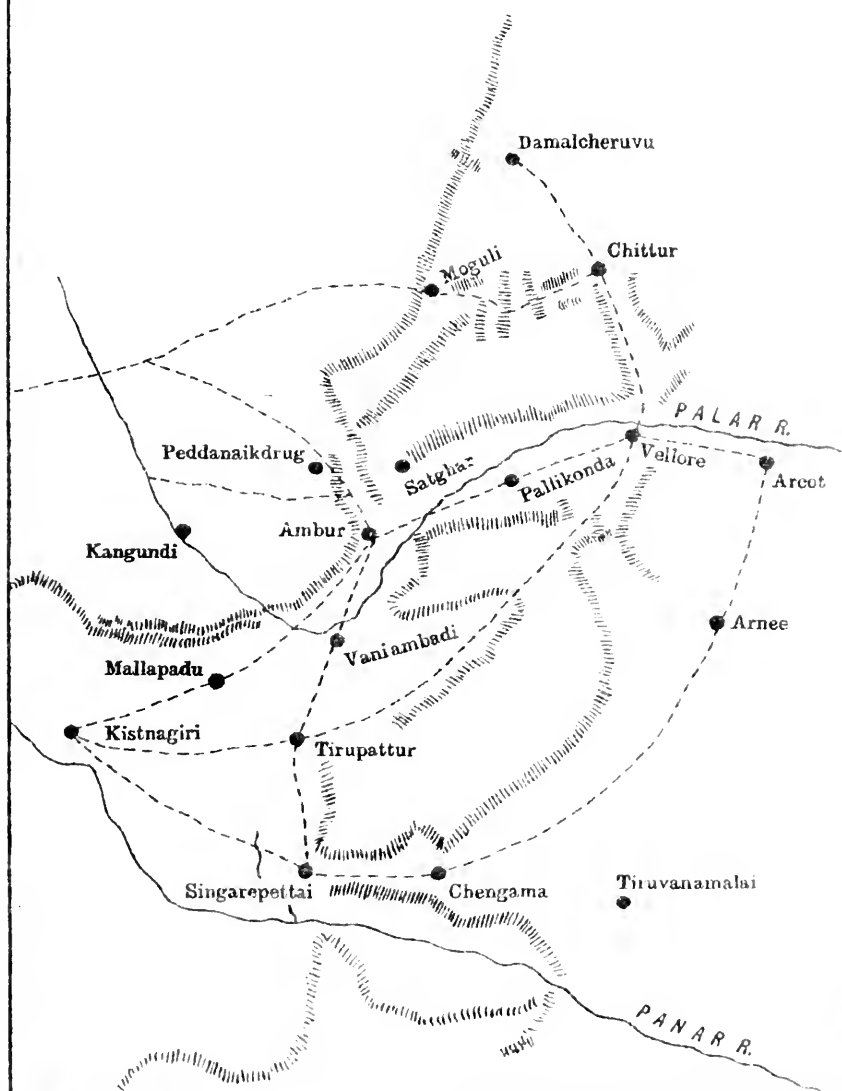 Damalcheruvu
Chittur
Moguli
PALAR R.
Peddanaikdrug
Satghar
Pallikonda
Vellore
Arcot
Ambur
Kangundi
Arnee
Vaniambadi
Mallapadu
Kistnagiri
Tirupattur
Singarepettai
Chengama
Tiruvanamalai
PANAR R.